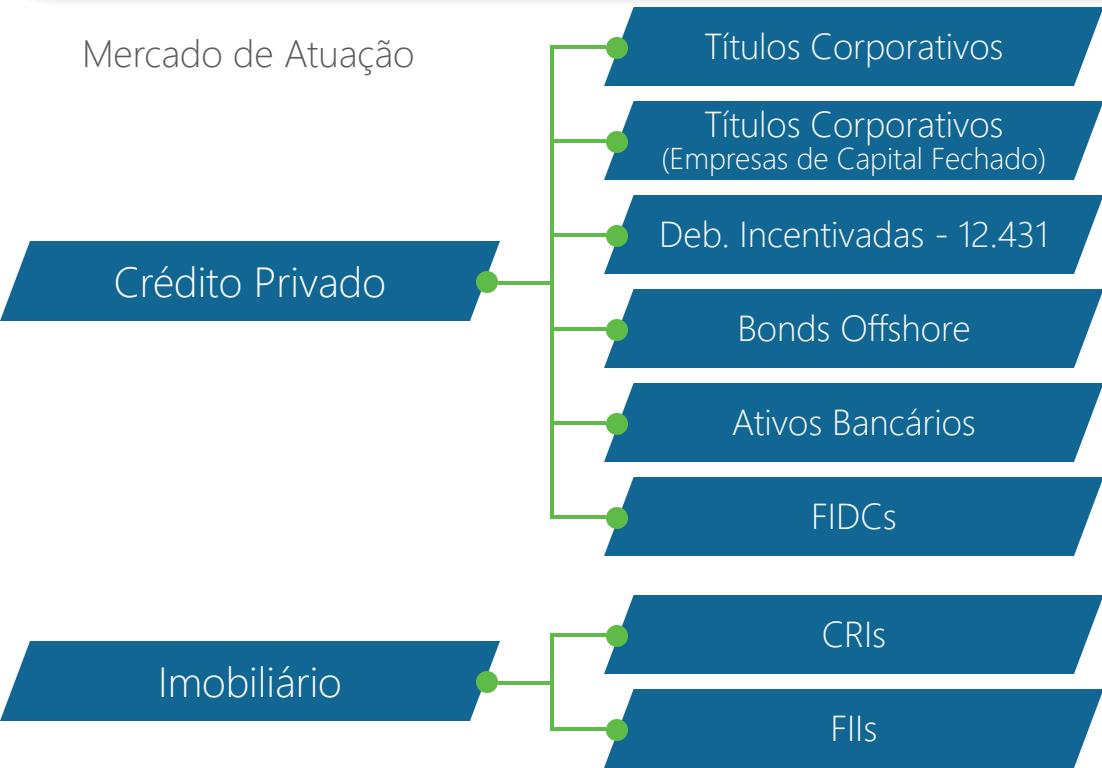 Mercado de Atuação
Crédito Privado
Títulos Corporativos
Títulos Corporativos
(Empresas de Capital Fechado)
Deb. Incentivadas - 12.431
Bonds Offshore
Ativos Bancários
FIDCs
Imobiliário
CRIs
FIIs